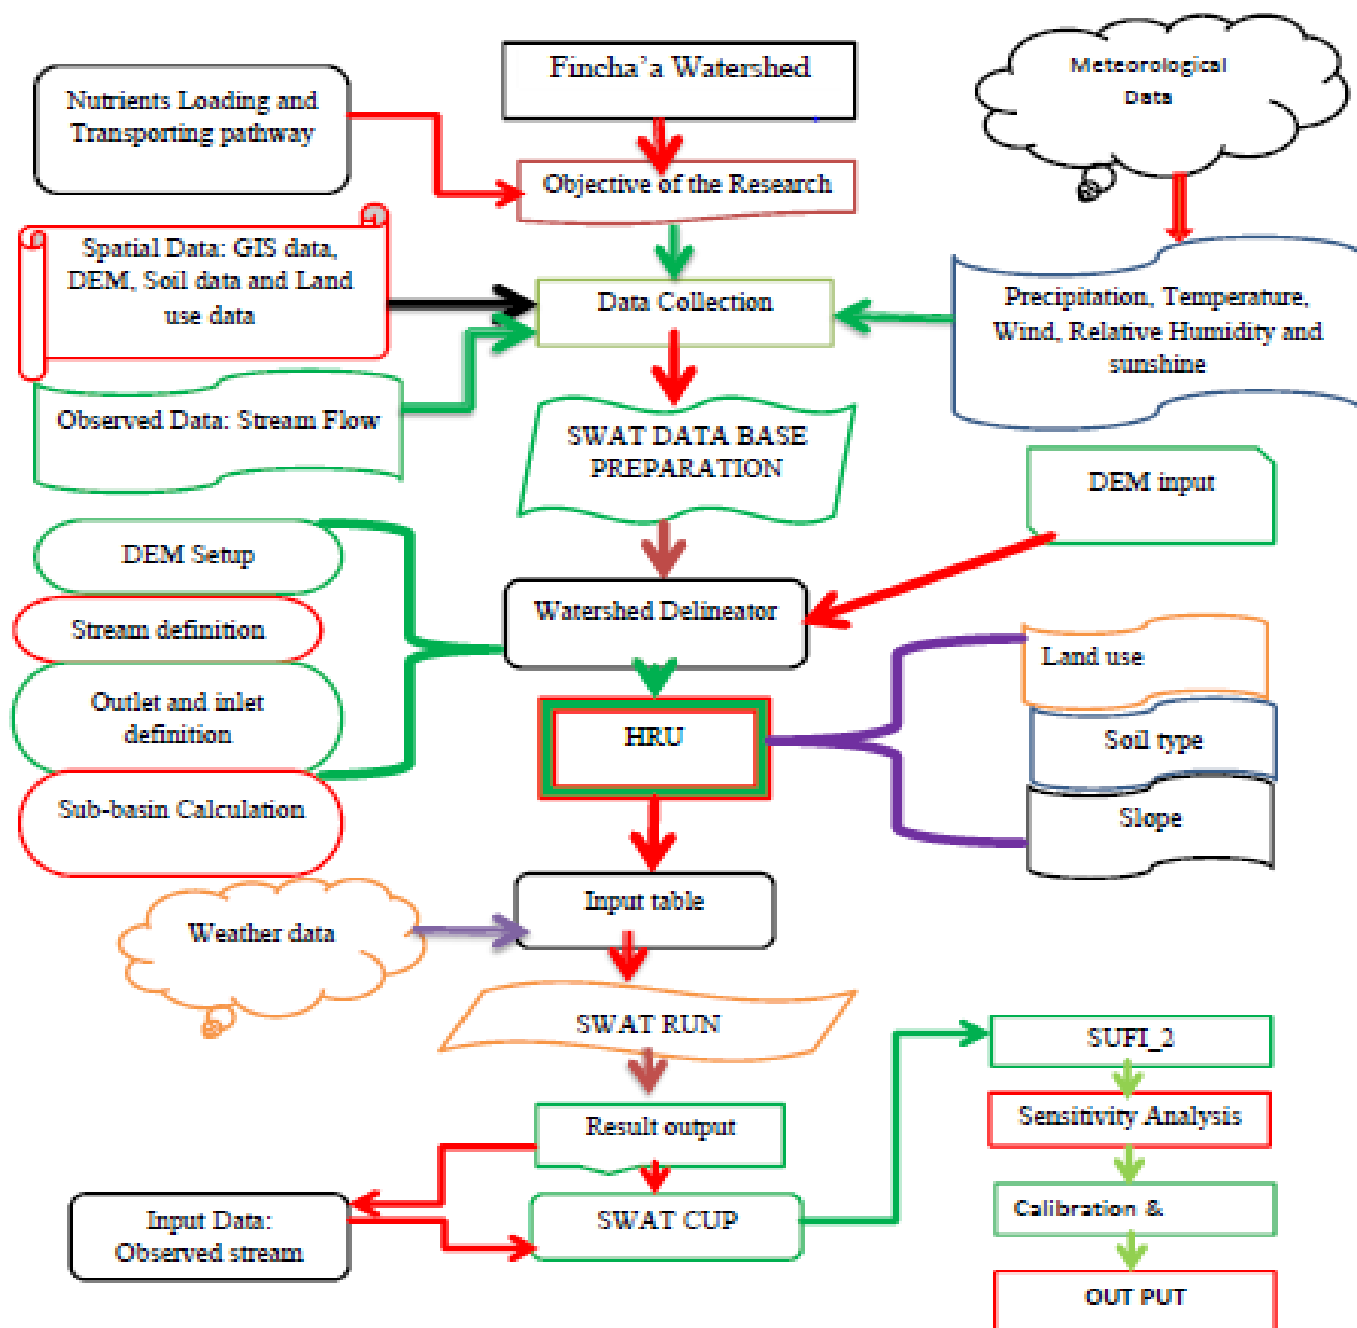 Fincha’a Watershed
Meteorological
Data
Nutrients Loading and
Transporting pathway
Objective of the Research
Spatial Data: GIS data,
DEM, Soil data and Land
use data
Data Collection
Precipitation, Temperature,
Wind, Relative Humidity and
sunshine
Observed Data: Stream Flow
SWAT DATA BASE
PREPARATION
DEM input
DEM Setup
Watershed Delineator
Stream definition
Land use
Outlet and inlet
definition
HRU
Soil type
Sub-basin Calculation
Slope
Input table
Weather data
SWAT RUN
SUFI_2
Result output
Sensitivity Analysis
Input Data:
Observed stream
SWAT CUP
Calibration &
OUT PUT